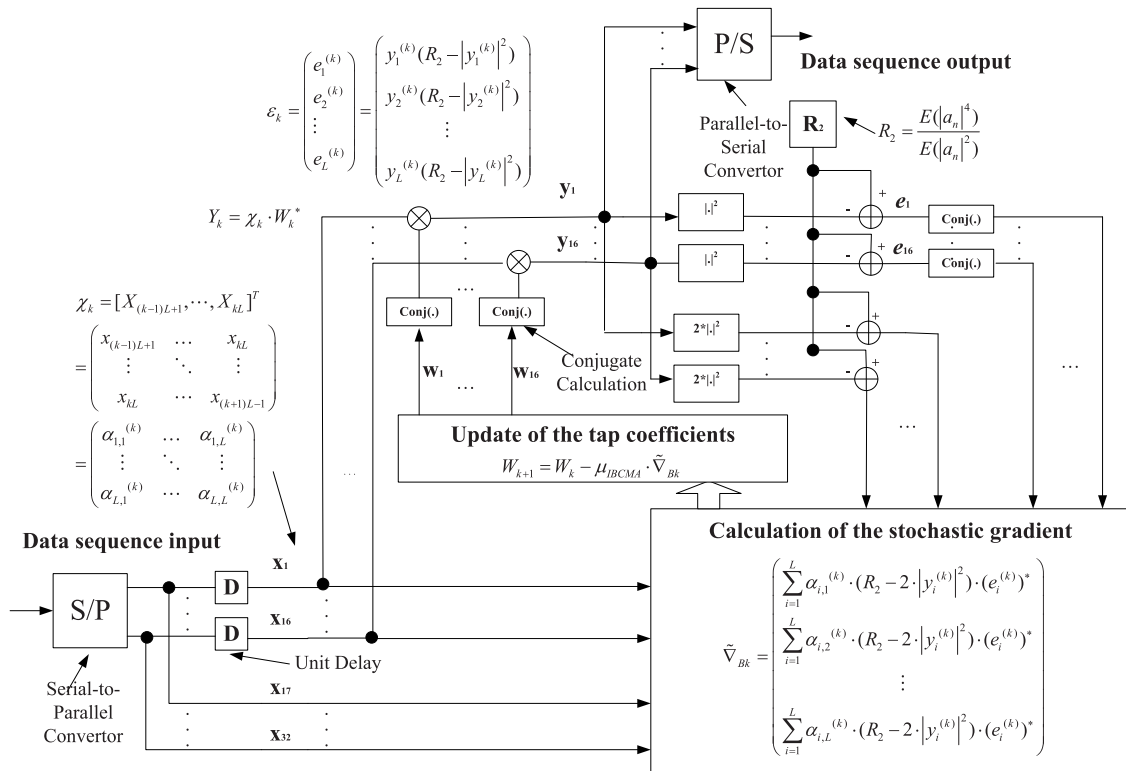 ε_k = (e_1^(k) e_2^(k) ⋮ e_L^(k)) = (y_1^(k)(R_2 − |y_1^(k)|^2) y_2^(k)(R_2 − |y_2^(k)|^2) ⋮ y_L^(k)(R_2 − |y_L^(k)|^2))
P/S
Data sequence output
Parallel-to-
Serial
Convertor
R_2
R_2 = E(|a_n|^4) / E(|a_n|^2)
Y_k = χ_k · W_k^*
y_1
|.|^2
- +
e_1
Conj(.)
y_16
|.|^2
- +
e_16
Conj(.)
χ_k = [X_(k−1)L+1, ⋯, X_kL]^T
= (x_(k−1)L+1 … x_kL
⋮ ⋱ ⋮
x_kL ⋯ x_(k+1)L−1)
= (α_1,1^(k) … α_1,L^(k)
⋮ ⋱ ⋮
α_L,1^(k) ⋯ α_L,L^(k))
Conj(.)
...
Conj(.)
2*|.|^2
- +
2*|.|^2
- +
Conjugate
Calculation
w_1
...
w_16
Update of the tap coefficients
W_k+1 = W_k − μ_IBCMA · ∇̃_Bk
...
...
...
Data sequence input
S/P
Serial-to-
Parallel
Convertor
D
x_1
D
x_16
Unit Delay
x_17
x_32
Calculation of the stochastic gradient
∇̃_Bk = (∑_{i=1}^L α_i,1^(k) · (R_2 − 2 · |y_i^(k)|^2) · (e_i^(k))^*
∑_{i=1}^L α_i,2^(k) · (R_2 − 2 · |y_i^(k)|^2) · (e_i^(k))^*
⋮
∑_{i=1}^L α_i,L^(k) · (R_2 − 2 · |y_i^(k)|^2) · (e_i^(k))^*)